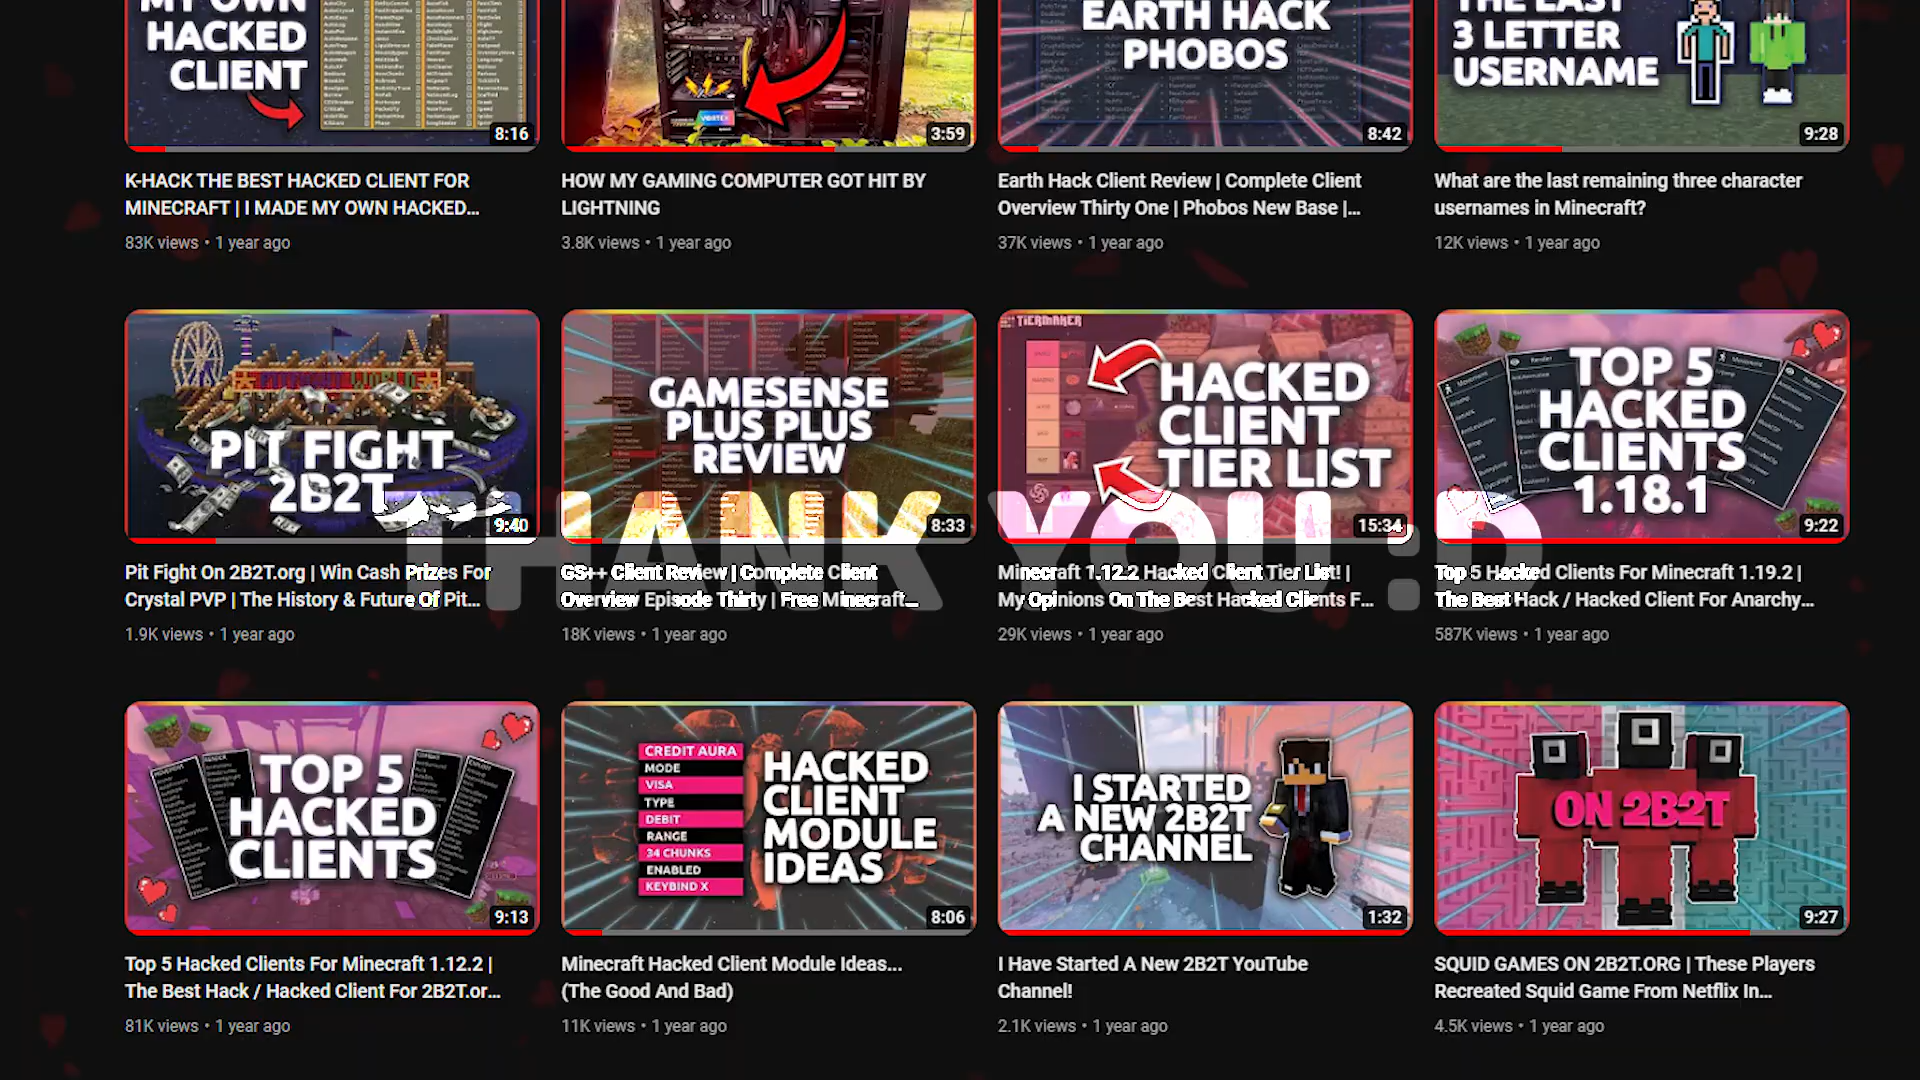 MY OWN
HACKED
CLIENT
8:16
VORTEX
3:59
EARTH HACK
PHOBOS
8:42
THE LAST
3 LETTER
USERNAME
9:28
K-HACK THE BEST HACKED CLIENT FOR
MINECRAFT | I MADE MY OWN HACKED...
83K views • 1 year ago
HOW MY GAMING COMPUTER GOT HIT BY
LIGHTNING
3.8K views • 1 year ago
Earth Hack Client Review | Complete Client
Overview Thirty One | Phobos New Base |...
37K views • 1 year ago
What are the last remaining three character
usernames in Minecraft?
12K views • 1 year ago
PIT FIGHT
2B2T
9:40
GAMESENSE
PLUS PLUS
REVIEW
8:33
TIERMAKER
HACKED
CLIENT
TIER LIST
15:34
Movement
Render
TOP 5
HACKED
CLIENTS
1.18.1
9:22
THANK YOU :D
Pit Fight On 2B2T.org | Win Cash Prizes For
Crystal PVP | The History & Future Of Pit...
1.9K views • 1 year ago
GS++ Client Review | Complete Client
Overview Episode Thirty | Free Minecraft...
18K views • 1 year ago
Minecraft 1.12.2 Hacked Client Tier List! |
My Opinions On The Best Hacked Clients F...
29K views • 1 year ago
Top 5 Hacked Clients For Minecraft 1.19.2 |
The Best Hack / Hacked Client For Anarchy...
587K views • 1 year ago
TOP 5
HACKED
CLIENTS
9:13
CREDIT AURA
MODE
VISA
TYPE
DEBIT
RANGE
34 CHUNKS
ENABLED
KEYBIND X
HACKED
CLIENT
MODULE
IDEAS
8:06
I STARTED
A NEW 2B2T
CHANNEL
1:32
ON 2B2T
9:27
Top 5 Hacked Clients For Minecraft 1.12.2 |
The Best Hack / Hacked Client For 2B2T.or...
81K views • 1 year ago
Minecraft Hacked Client Module Ideas...
(The Good And Bad)
11K views • 1 year ago
I Have Started A New 2B2T YouTube
Channel!
2.1K views • 1 year ago
SQUID GAMES ON 2B2T.ORG | These Players
Recreated Squid Game From Netflix In...
4.5K views • 1 year ago